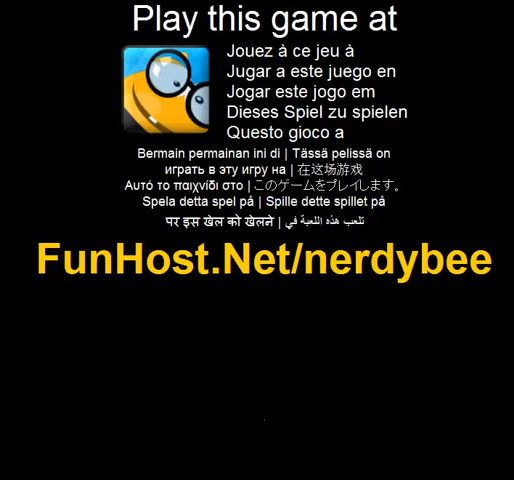 Play this game at
Jouez à ce jeu à
Jugar a este juego en
Jogar este jogo em
Dieses Spiel zu spielen
Questo gioco a
Bermain permainan ini di | Tässä pelissä on
играть в эту игру на | 在这场游戏
Αυτό το παιχνίδι στο | このゲームをプレイします。
Spela detta spel på | Spille dette spillet på
पर इस खेल को खेलने | تلعب هذه اللعبة في
FunHost.Net/nerdybee